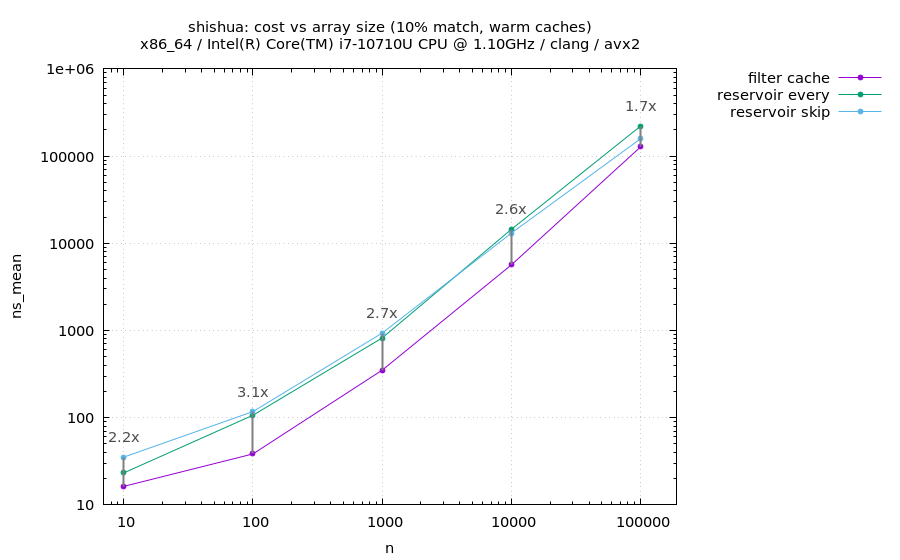 shishua: cost vs array size (10% match, warm caches)
x86_64 / Intel(R) Core(TM) i7-10710U CPU @ 1.10GHz / clang / avx2
1e+06
100000
10000
1000
100
10
ns_mean
10
100
1000
10000
100000
n
2.2x
3.1x
2.7x
2.6x
1.7x
filter cache
reservoir every
reservoir skip